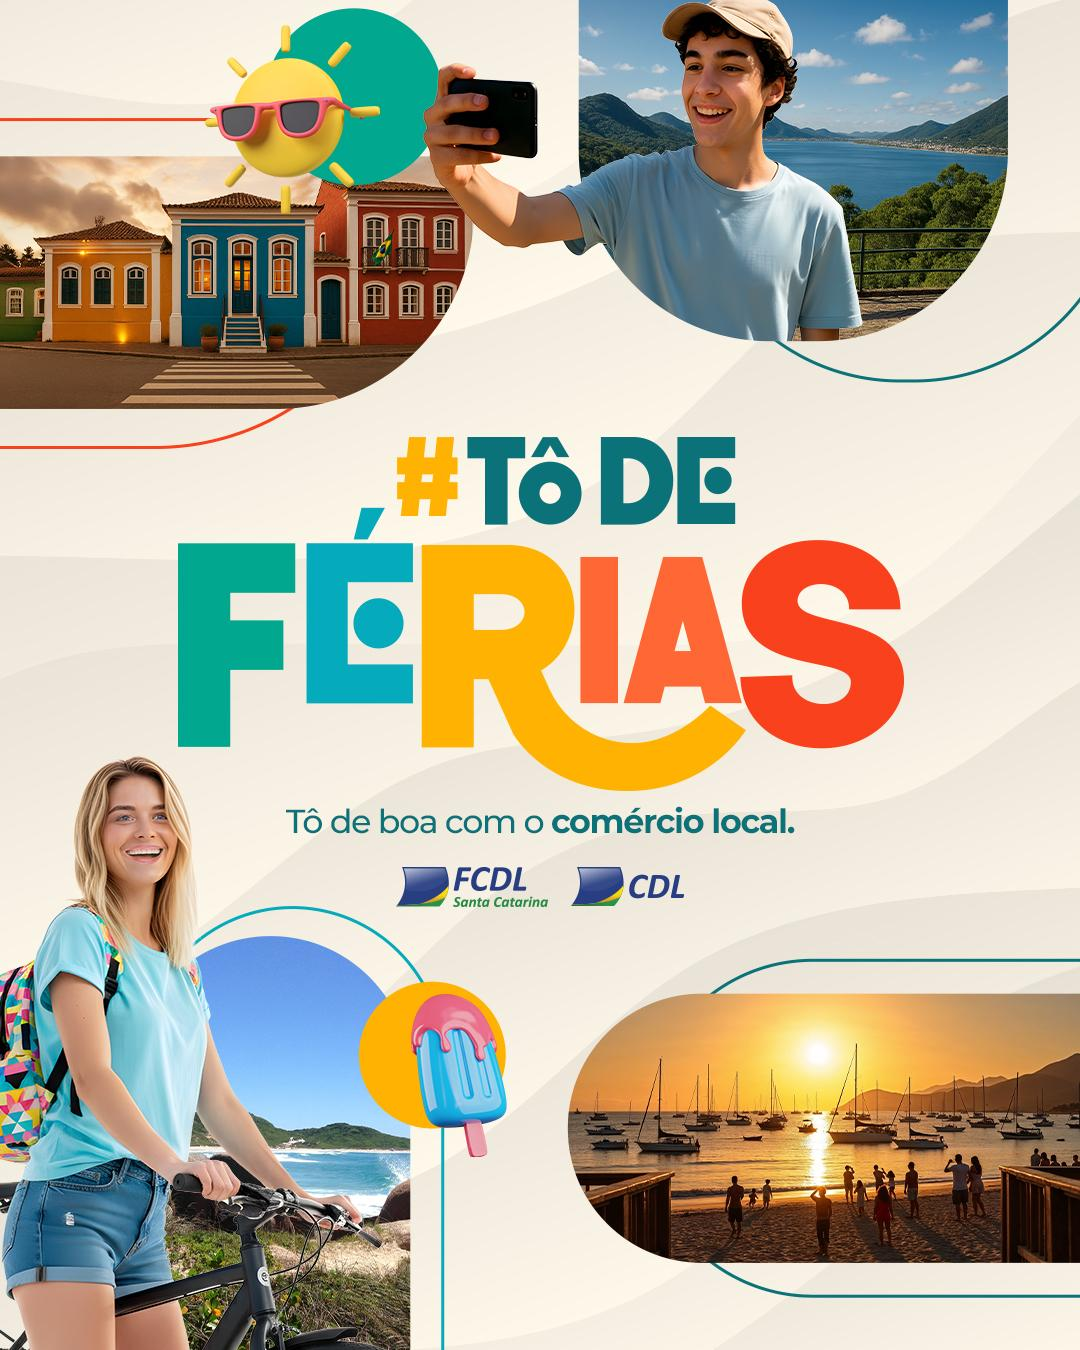 #TÔ DE
FÉRIAS
Tô de boa com o comércio local.
FCDL
Santa Catarina
CDL